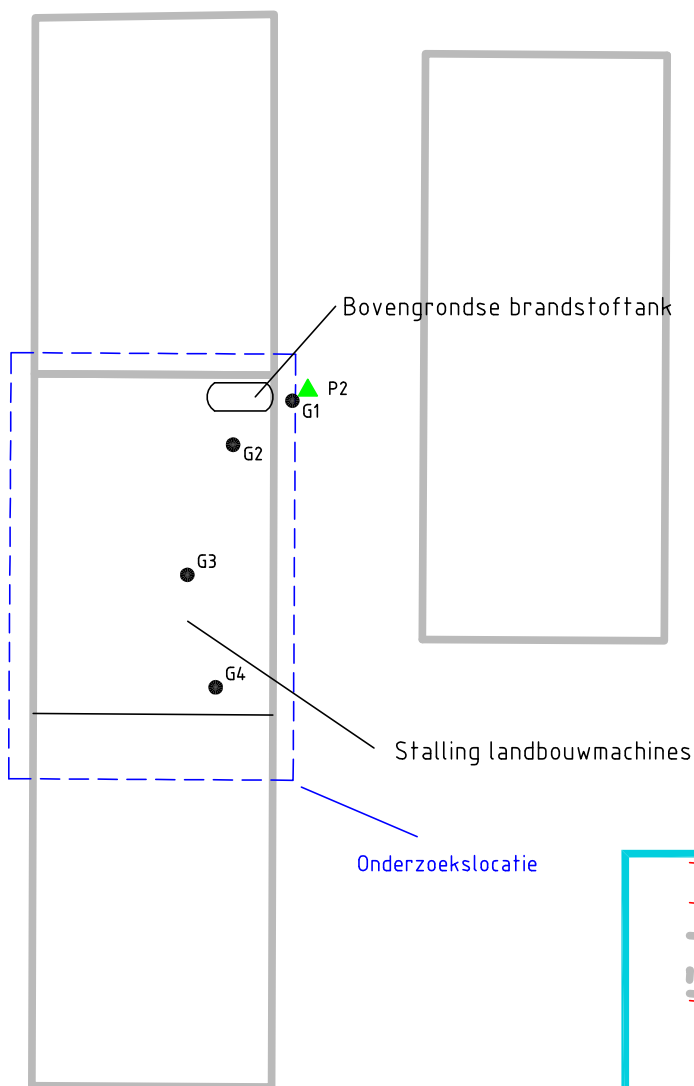 Bovengrondse brandstoftank
P2
G1
G2
G3
G4
Stalling landbouwmachines
Onderzoekslocatie